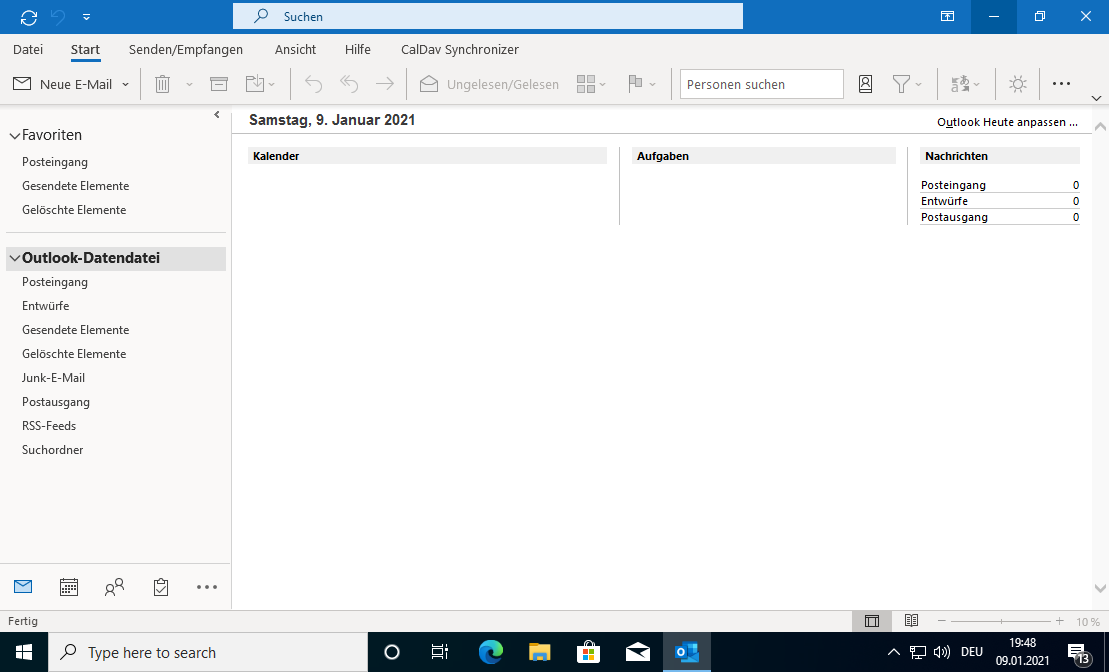 Suchen
Datei Start Senden/Empfangen Ansicht Hilfe CalDav Synchronizer
Neue E-Mail Ungelesen/Gelesen Personen suchen
Favoriten
Posteingang
Gesendete Elemente
Gelöschte Elemente
Outlook-Datendatei
Posteingang
Entwürfe
Gesendete Elemente
Gelöschte Elemente
Junk-E-Mail
Postausgang
RSS-Feeds
Suchordner
Samstag, 9. Januar 2021
Outlook Heute anpassen ...
Kalender
Aufgaben
Nachrichten
Posteingang 0
Entwürfe 0
Postausgang 0
Fertig
10 %
Type here to search
DEU
19:48
09.01.2021
13